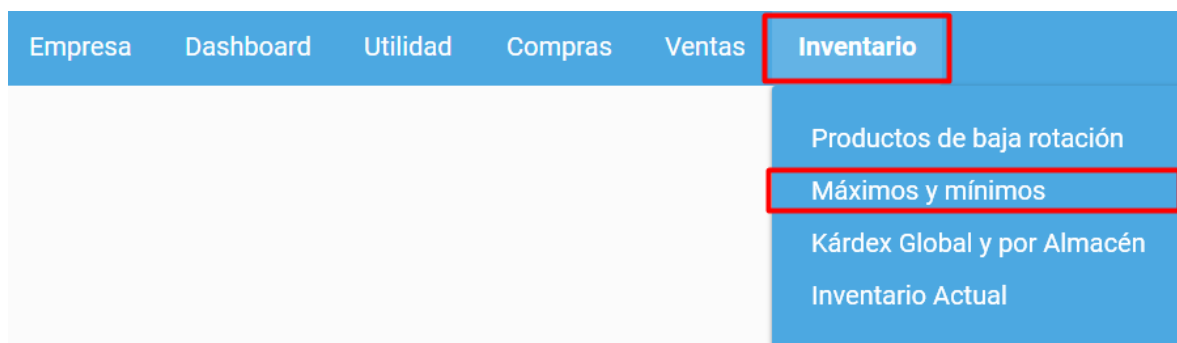 Empresa Dashboard Utilidad Compras Ventas Inventario
Productos de baja rotación
Máximos y mínimos
Kárdex Global y por Almacén
Inventario Actual